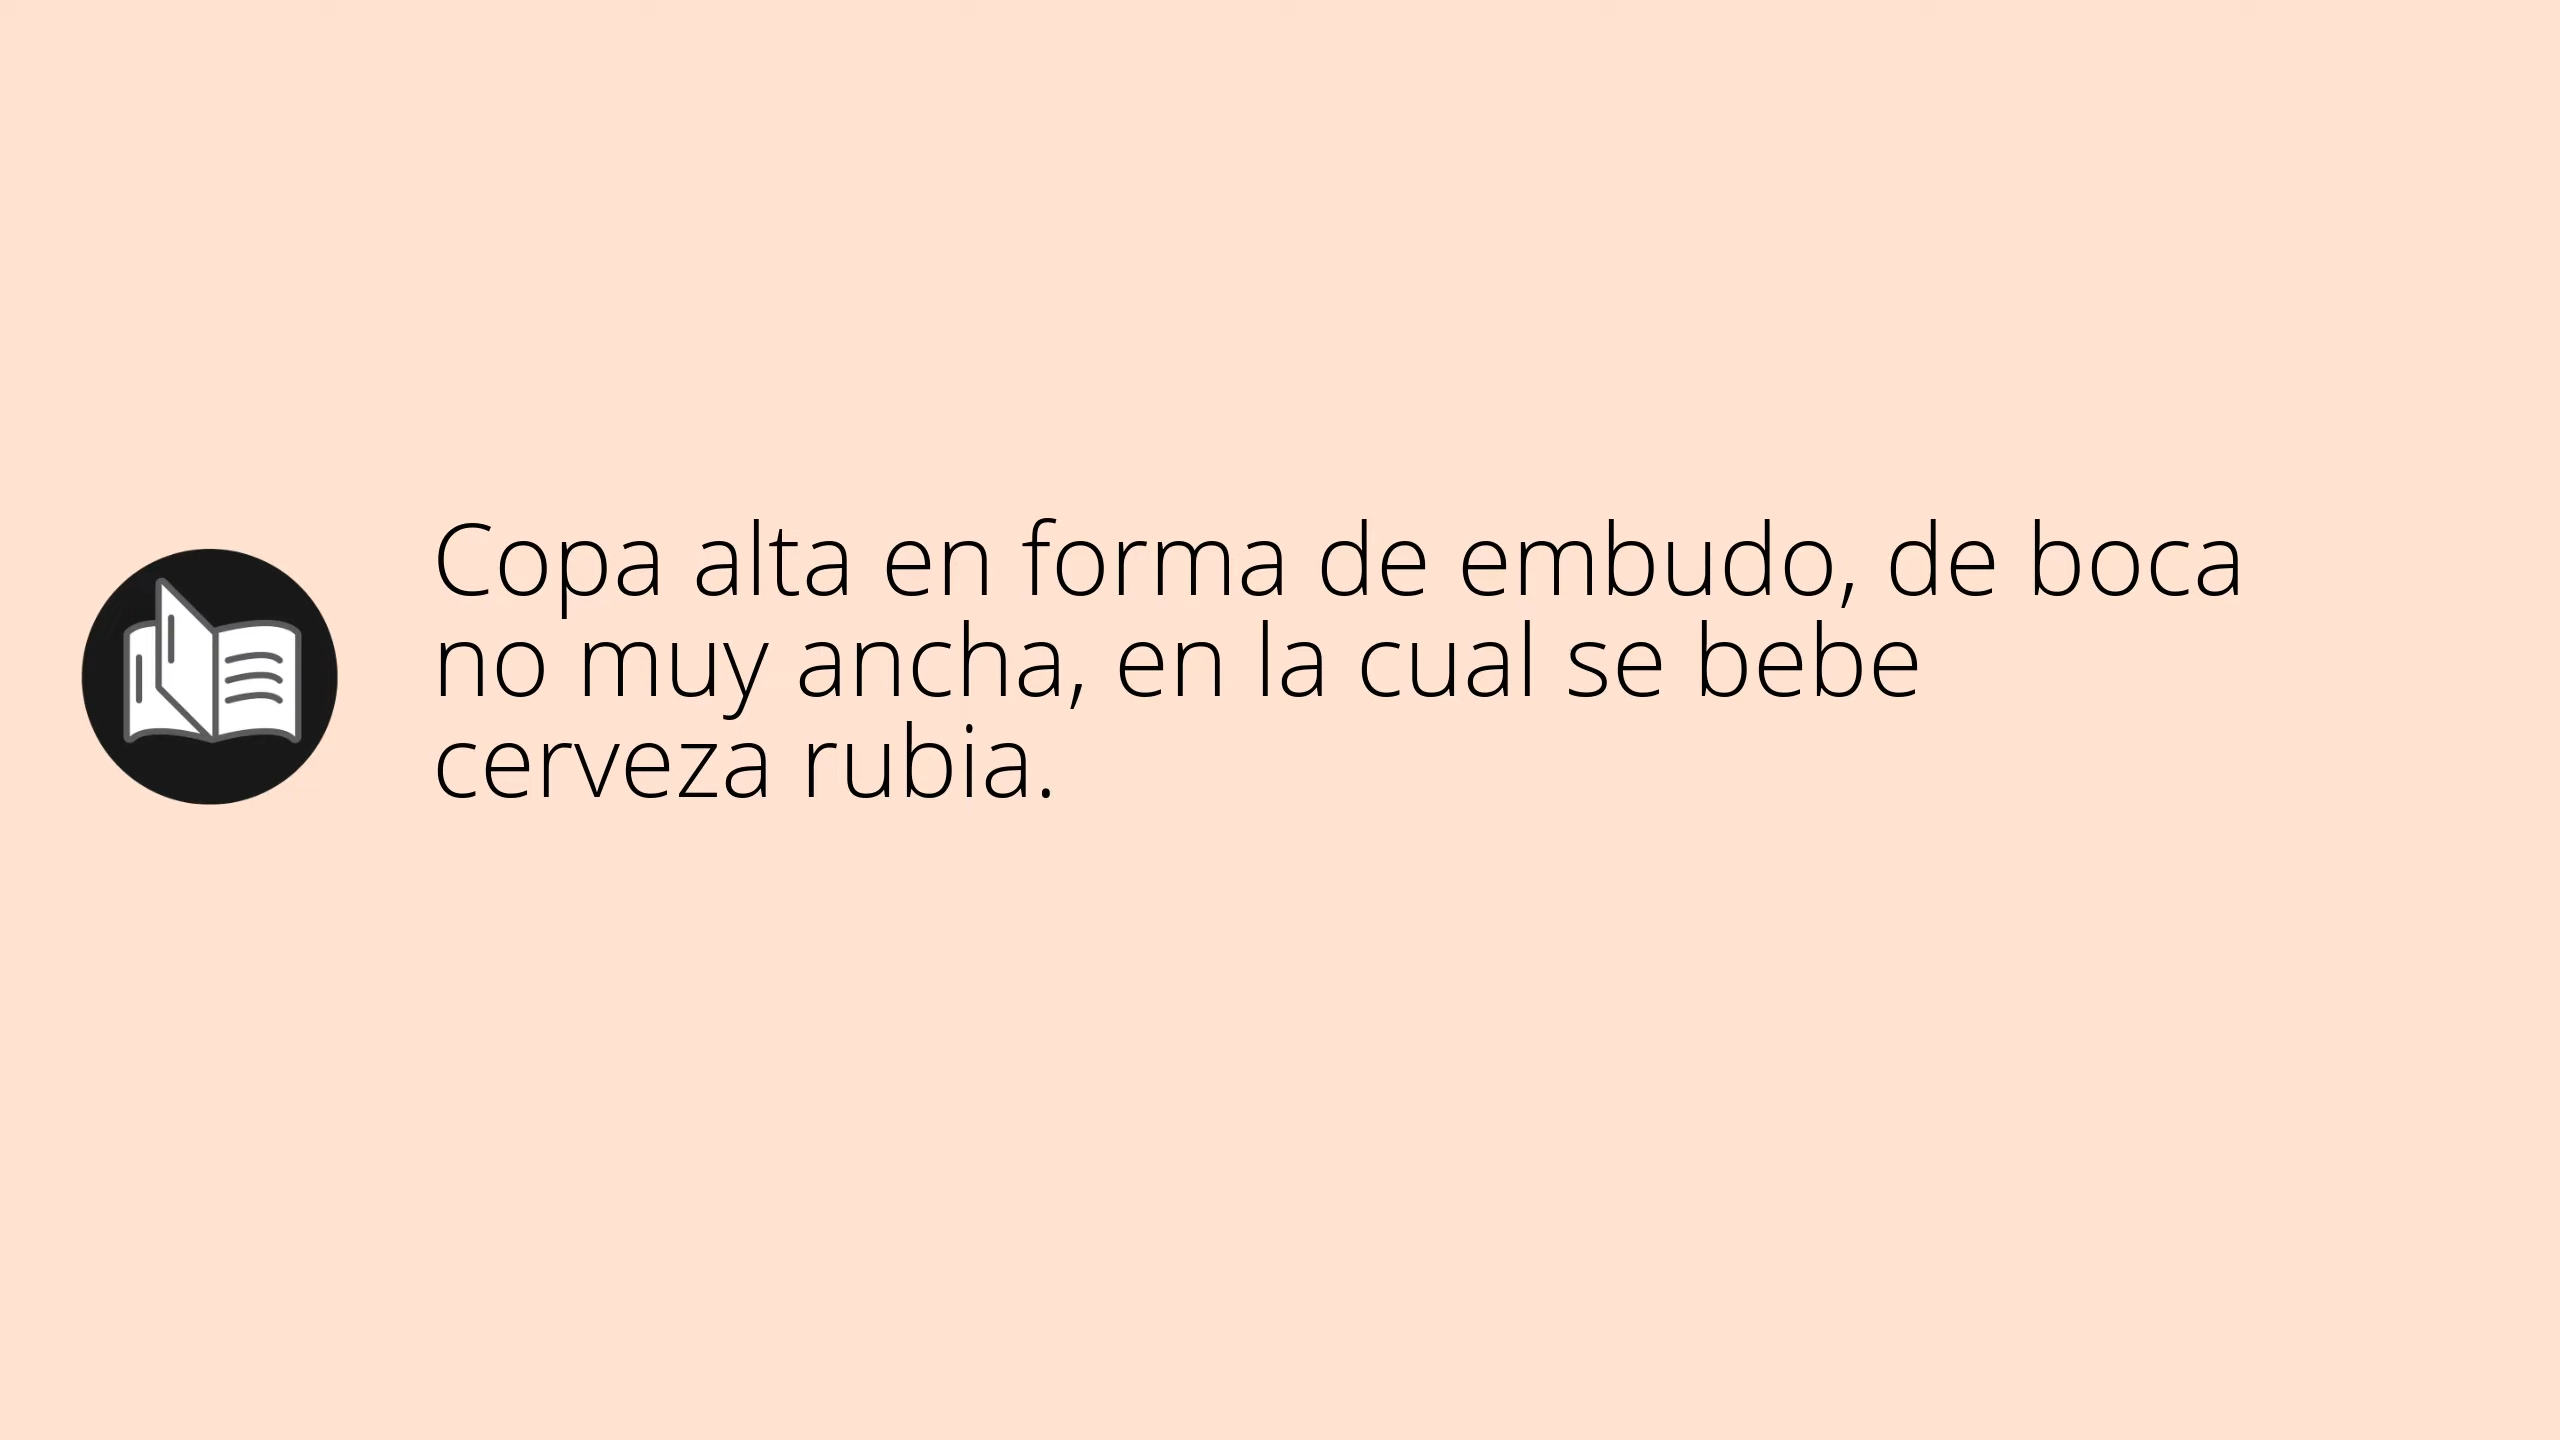 Copa alta en forma de embudo, de boca
no muy ancha, en la cual se bebe
cerveza rubia.